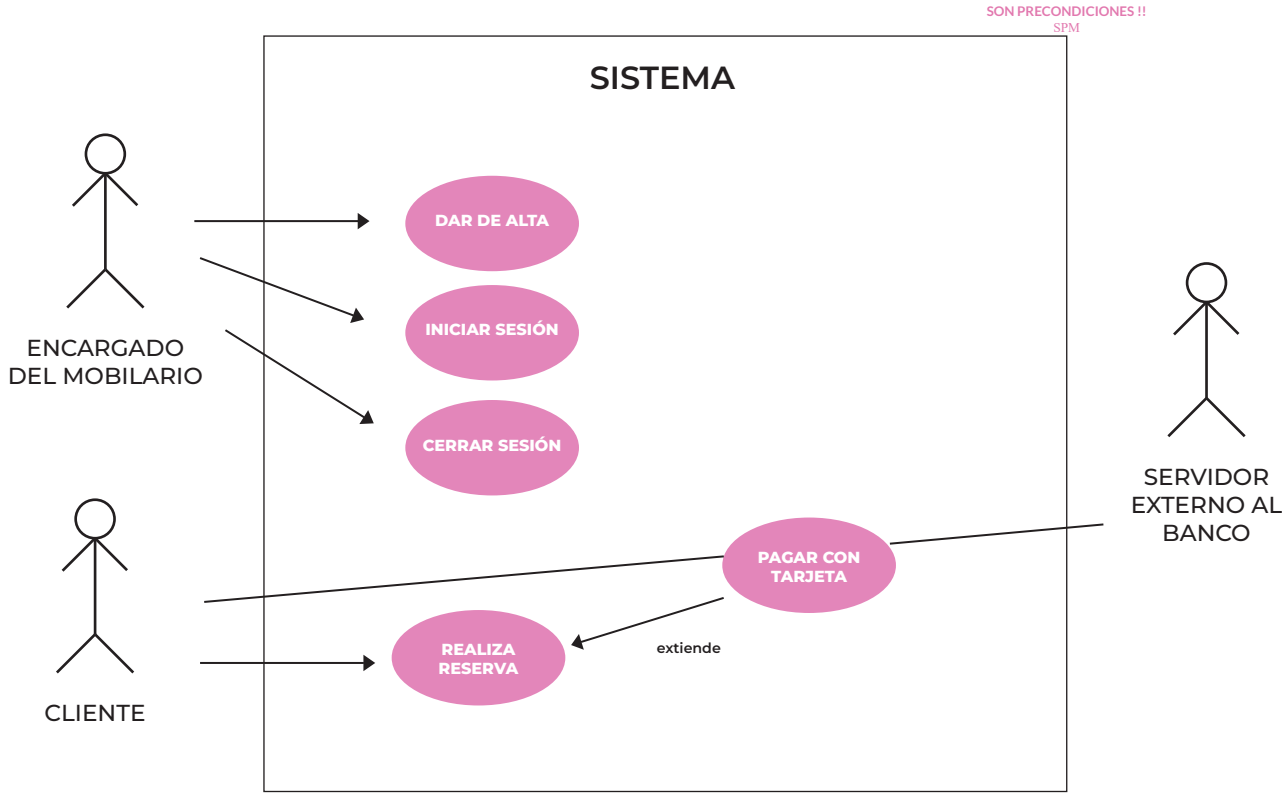 SON PRECONDICIONES !!
SPM
SISTEMA
DAR DE ALTA
INICIAR SESIÓN
ENCARGADO
DEL MOBILARIO
CERRAR SESIÓN
SERVIDOR
EXTERNO AL
BANCO
PAGAR CON
TARJETA
REALIZA
RESERVA
extiende
CLIENTE